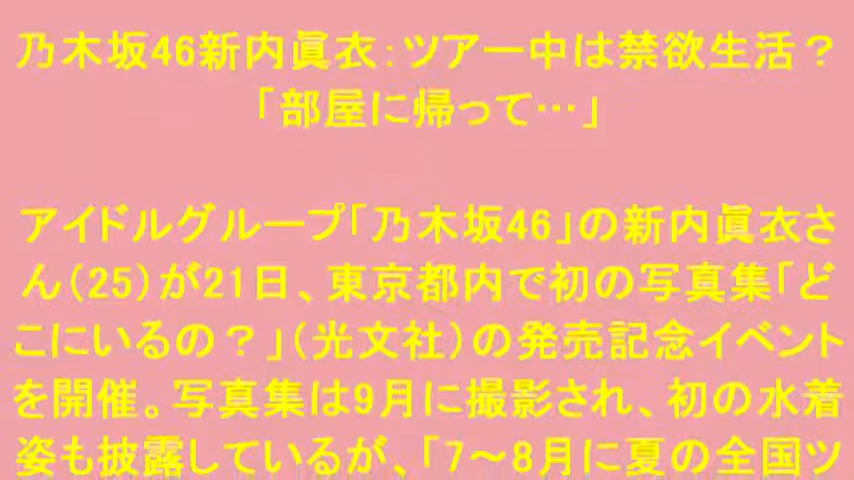 乃木坂46新内眞衣：ツアー中は禁欲生活？
「部屋に帰って…」
アイドルグループ「乃木坂46」の新内眞衣さ
ん（25）が21日、東京都内で初の写真集「ど
こにいるの？」（光文社）の発売記念イベント
を開催。写真集は9月に撮影され、初の水着
姿も披露しているが、「7～8月に夏の全国ツ